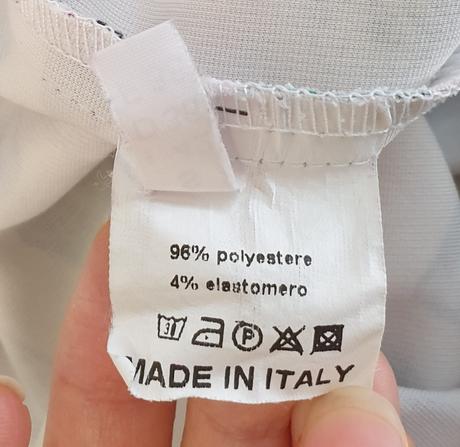 96% polyestere
4% elastomero
P
MADE IN ITALY